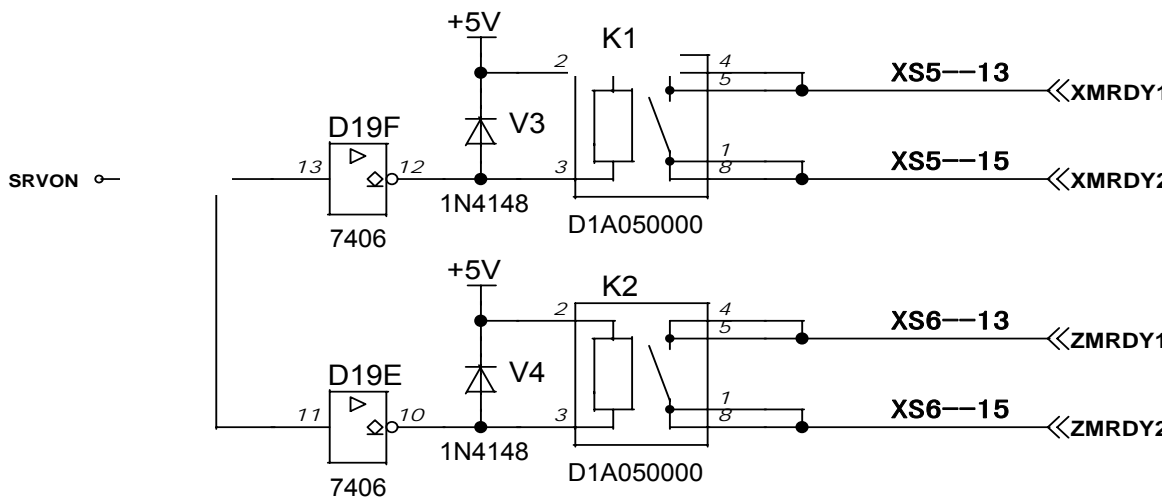 +5V
K1
2
4
5
XS5--13
XMRDY1
D19F
V3
SRVON
13
12
3
1
8
XS5--15
XMRDY2
1N4148
7406
D1A050000
+5V
K2
2
4
5
XS6--13
ZMRDY1
D19E
V4
11
10
3
1
8
XS6--15
ZMRDY2
1N4148
7406
D1A050000